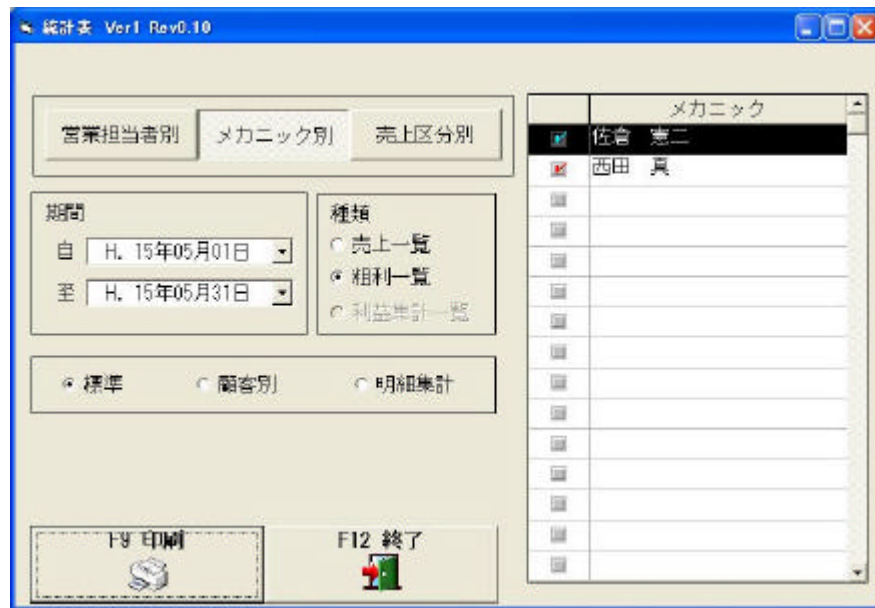 統計表 Ver1 Rev0.10
営業担当者別 メカニック別 売上区分別
期間
自 H. 15年05月01日
至 H. 15年05月31日
種類
売上一覧
粗利一覧
利益集計一覧
標準 顧客別 明細集計
F9 印刷 F12 終了
メカニック
佐倉 憲二
西田 真